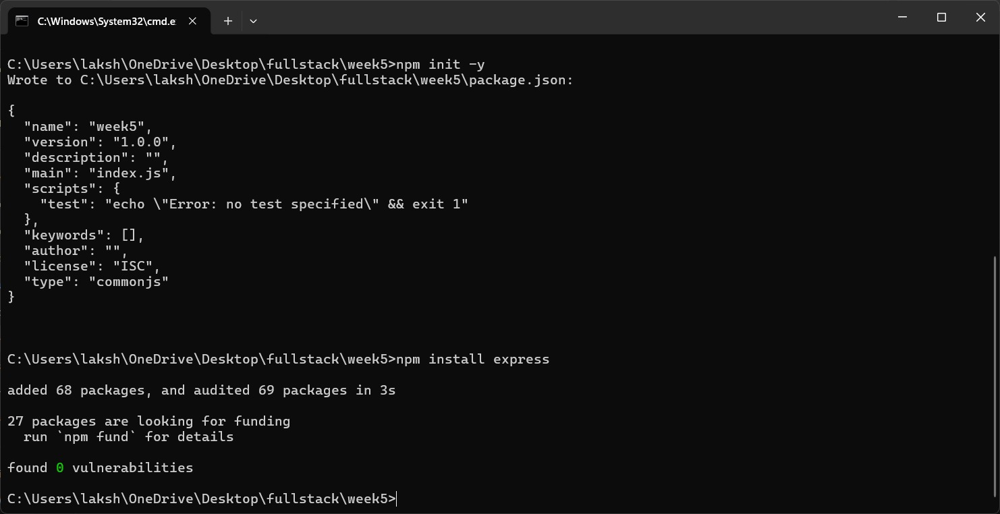 C:\Windows\System32\cmd.e
C:\Users\laksh\OneDrive\Desktop\fullstack\week5>npm init -y
Wrote to C:\Users\laksh\OneDrive\Desktop\fullstack\week5\package.json:
{
  "name": "week5",
  "version": "1.0.0",
  "description": "",
  "main": "index.js",
  "scripts": {
    "test": "echo \"Error: no test specified\" && exit 1"
  },
  "keywords": [],
  "author": "",
  "license": "ISC",
  "type": "commonjs"
}
C:\Users\laksh\OneDrive\Desktop\fullstack\week5>npm install express
added 68 packages, and audited 69 packages in 3s
27 packages are looking for funding
  run `npm fund` for details
found 0 vulnerabilities
C:\Users\laksh\OneDrive\Desktop\fullstack\week5>